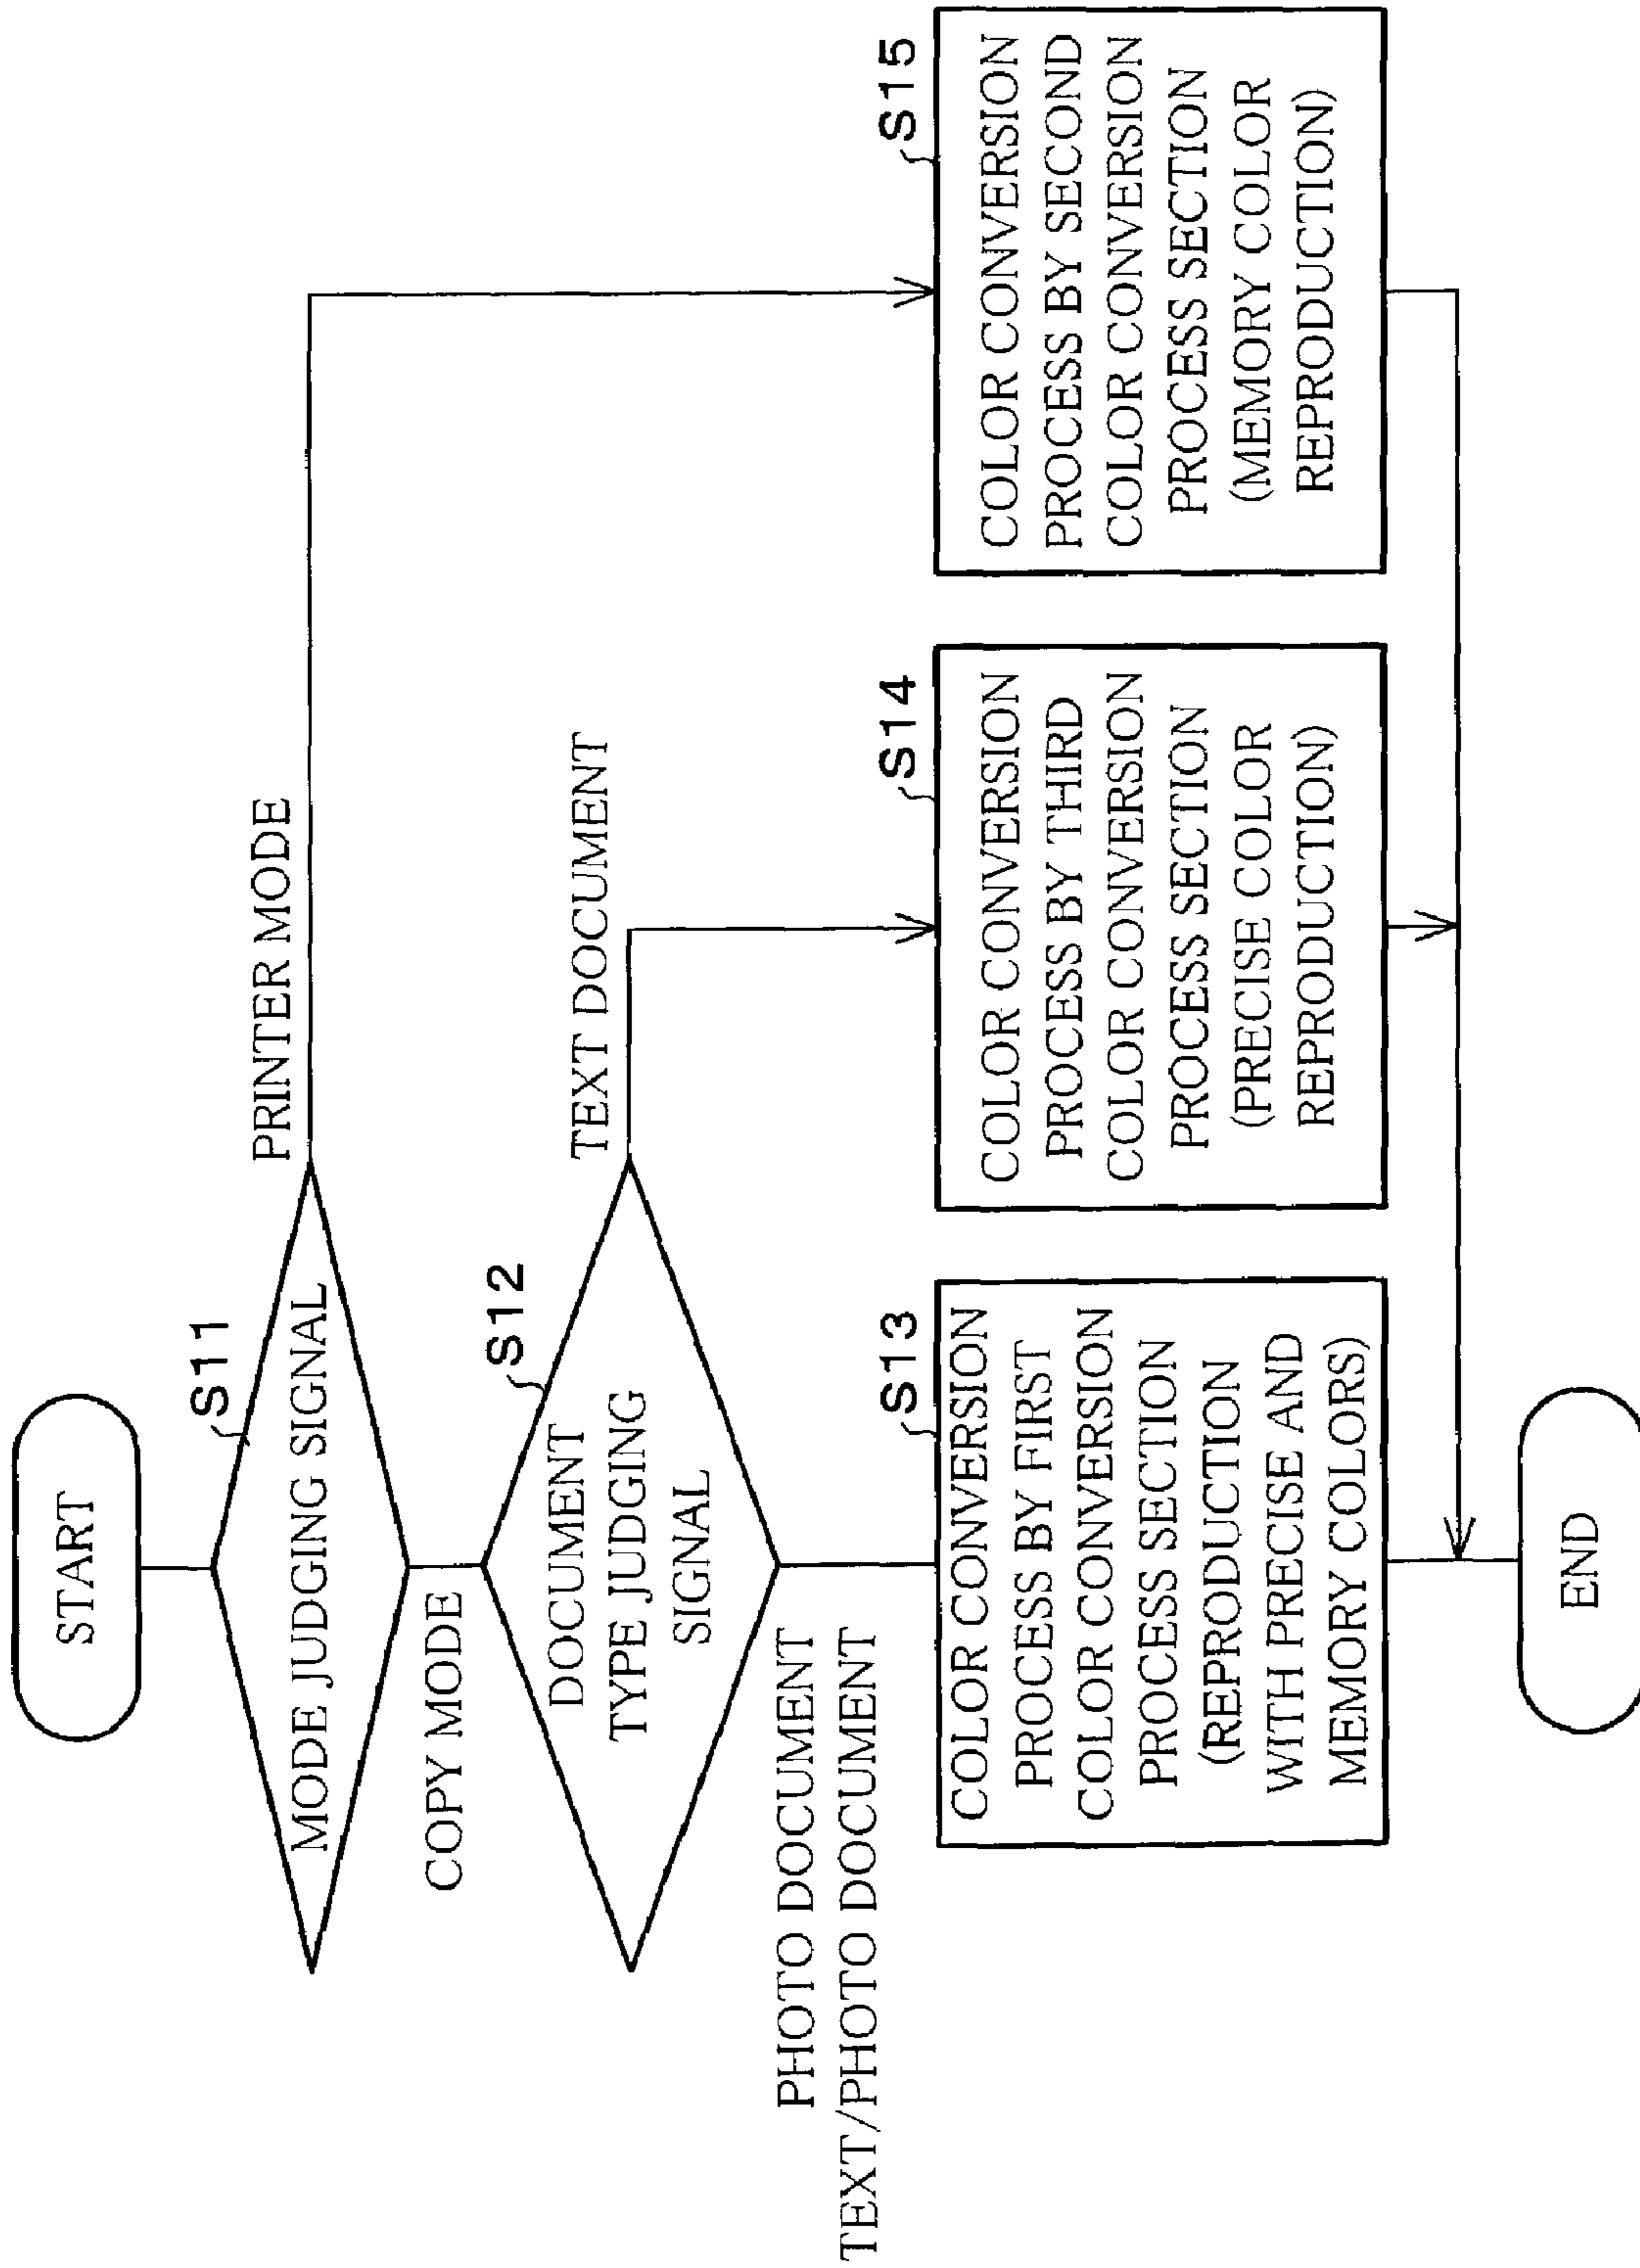 START
S11
MODE JUDGING SIGNAL
PRINTER MODE
COPY MODE
S12
DOCUMENT
TYPE JUDGING
SIGNAL
TEXT DOCUMENT
PHOTO DOCUMENT
TEXT/PHOTO DOCUMENT
S13
COLOR CONVERSION
PROCESS BY FIRST
COLOR CONVERSION
PROCESS SECTION
(REPRODUCTION
WITH PRECISE AND
MEMORY COLORS)
S14
COLOR CONVERSION
PROCESS BY THIRD
COLOR CONVERSION
PROCESS SECTION
(PRECISE COLOR
REPRODUCTION)
S15
COLOR CONVERSION
PROCESS BY SECOND
COLOR CONVERSION
PROCESS SECTION
(MEMORY COLOR
REPRODUCTION)
END